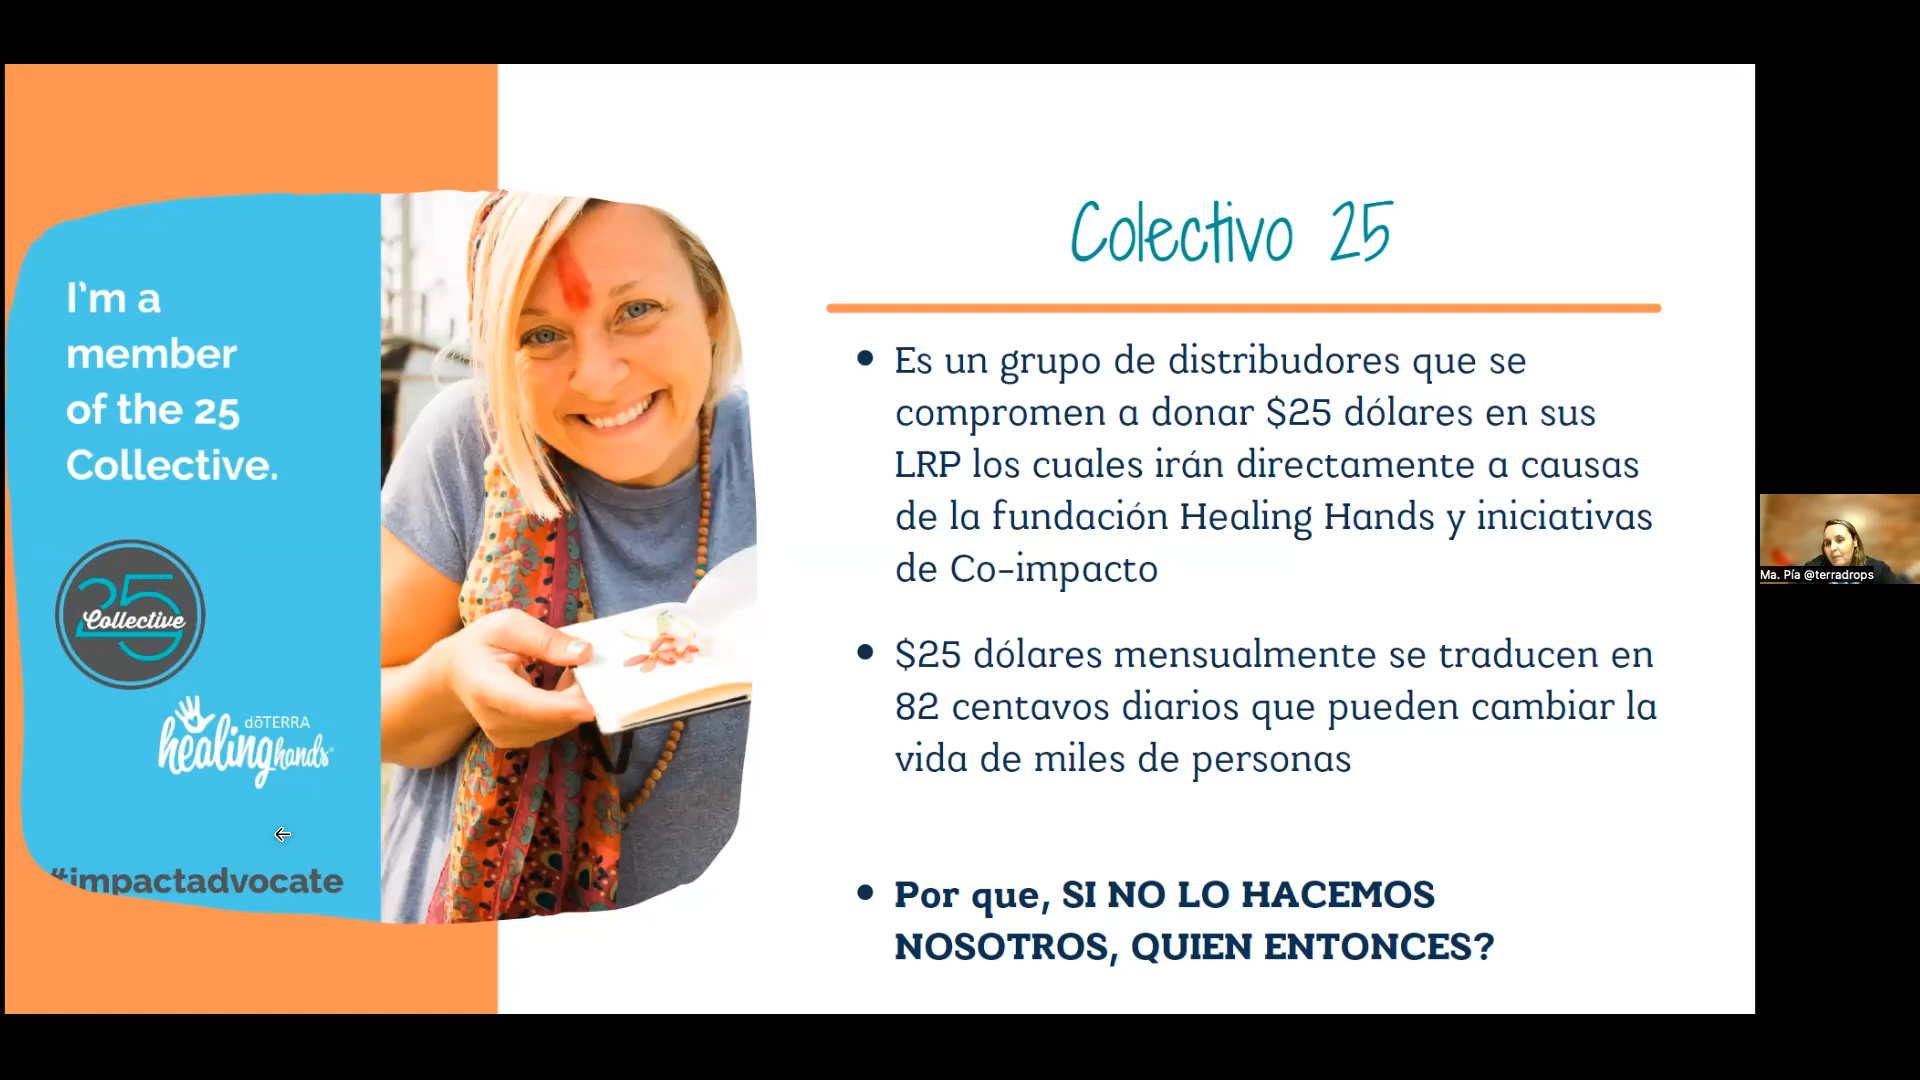 I'm a
member
of the 25
Collective.
25
Collective
dōTERRA
healing hands®
#impactadvocate
Colectivo 25
• Es un grupo de distribudores que se
compromen a donar $25 dólares en sus
LRP los cuales irán directamente a causas
de la fundación Healing Hands y iniciativas
de Co-impacto
• $25 dólares mensualmente se traducen en
82 centavos diarios que pueden cambiar la
vida de miles de personas
• Por que, SI NO LO HACEMOS
NOSOTROS, QUIEN ENTONCES?
Ma. Pía @terradrops